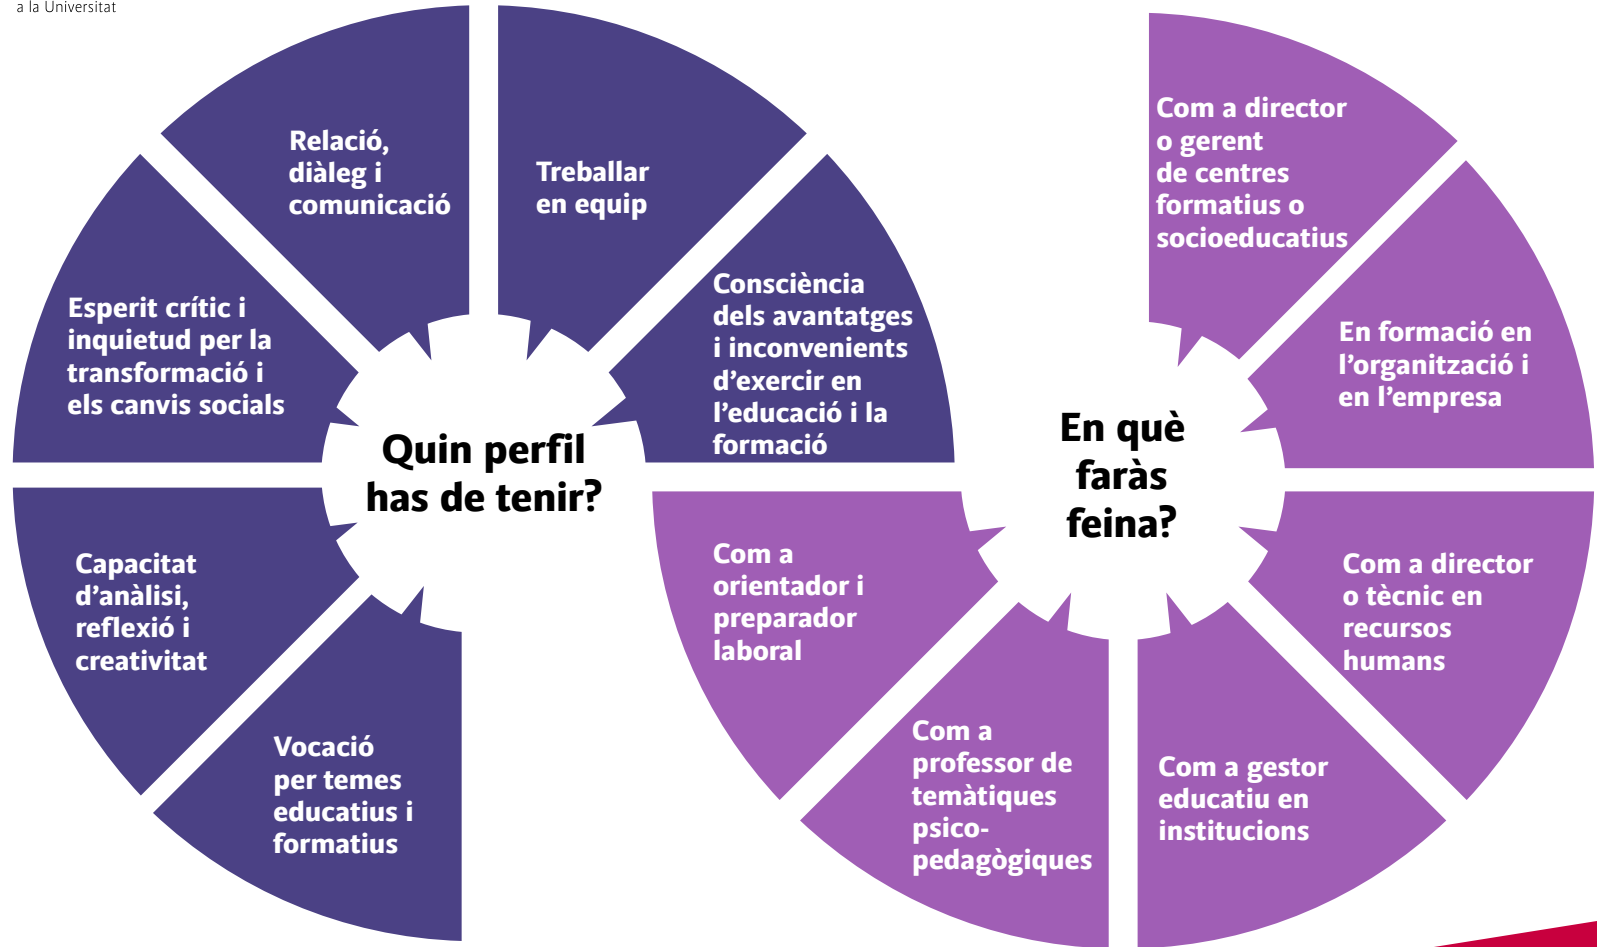 a la Universitat
Relació,
diàleg i
comunicació
Treballar
en equip
Esperit crític i
inquietud per la
transformació i
els canvis socials
Consciència
dels avantatges
i inconvenients
d’exercir en
l’educació i la
formació
Quin perfil
has de tenir?
Capacitat
d’anàlisi,
reflexió i
creativitat
Vocació
per temes
educatius i
formatius
Com a director
o gerent
de centres
formatius o
socioeducatius
En formació en
l’organització i
en l’empresa
En què
faràs
feina?
Com a
orientador i
preparador
laboral
Com a director
o tècnic en
recursos
humans
Com a
professor de
temàtiques
psico-
pedagògiques
Com a gestor
educatiu en
institucions